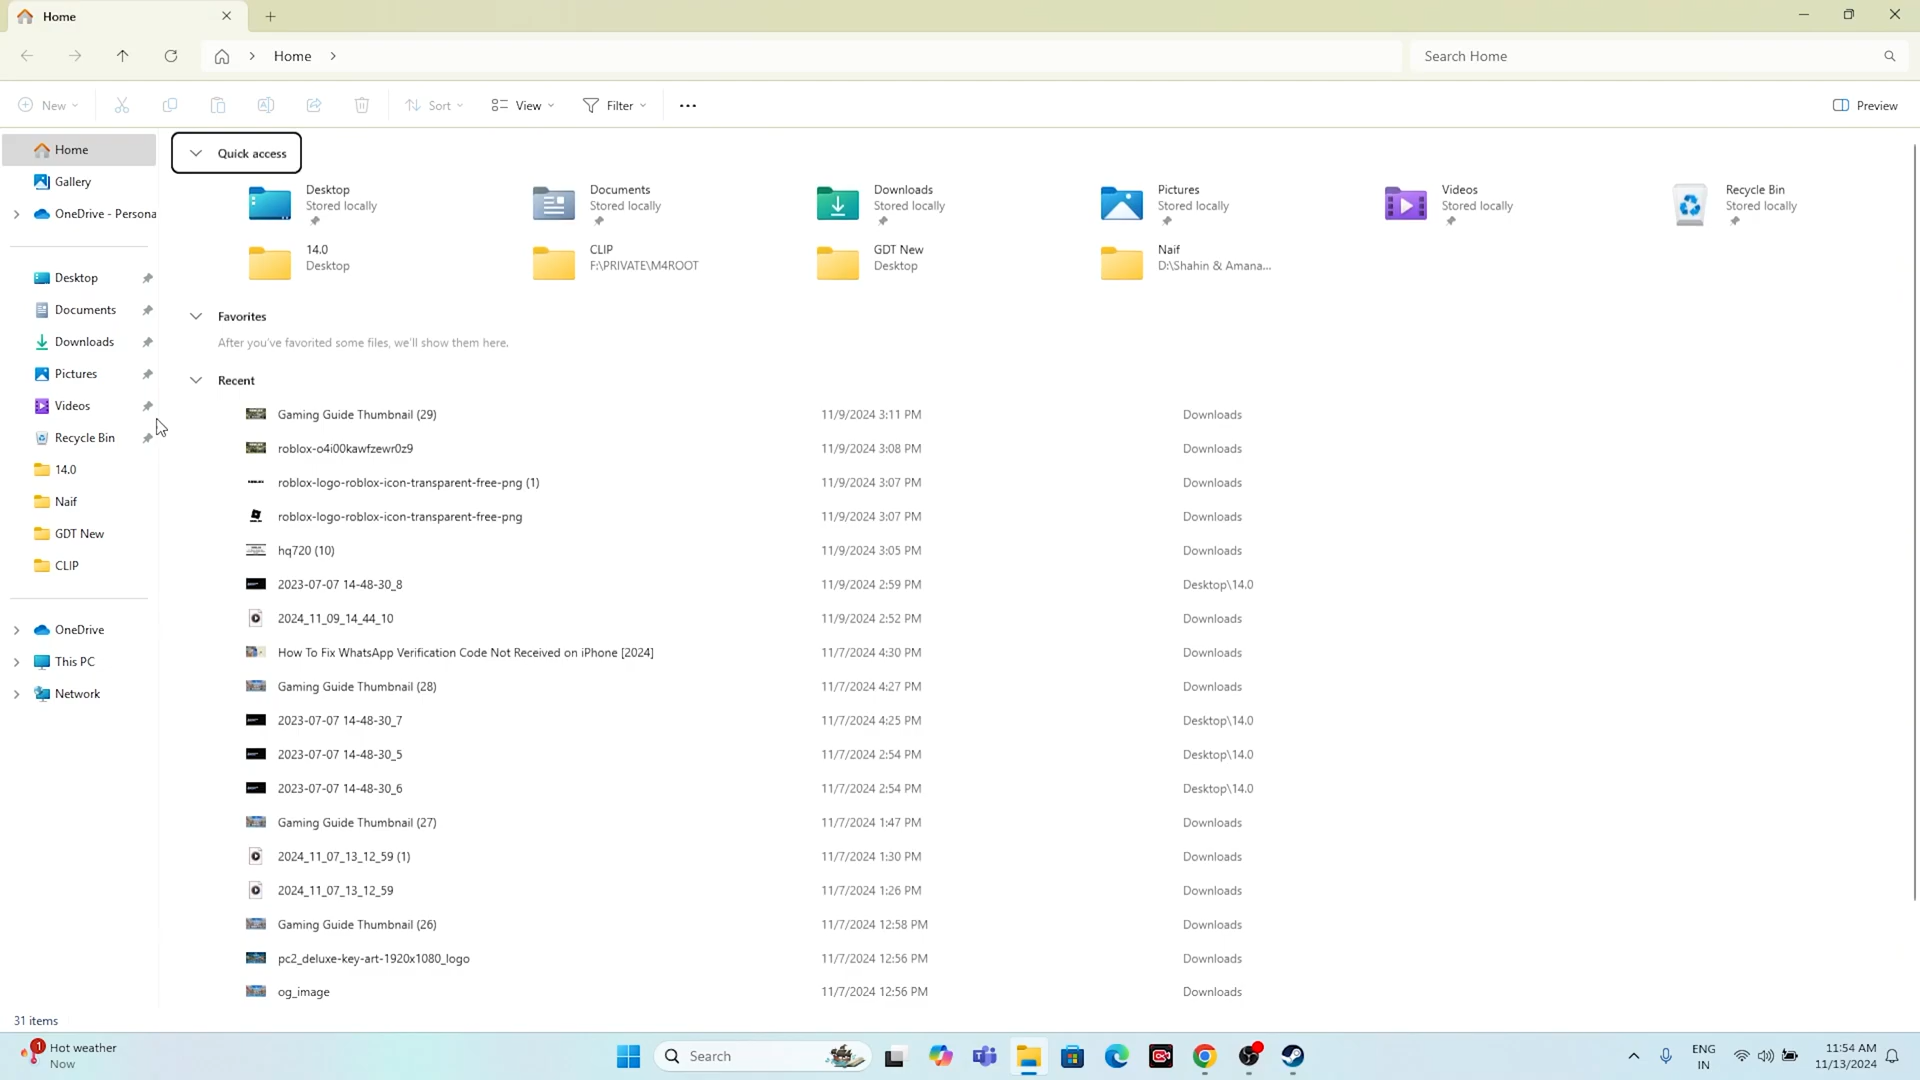 Home
Home
Search Home
New
Sort
View
Filter
Preview
Home
Gallery
OneDrive - Persona
Desktop
Documents
Downloads
Pictures
Videos
Recycle Bin
14.0
Naif
GDT New
CLIP
OneDrive
This PC
Network
Quick access
Desktop
Stored locally
Documents
Stored locally
Downloads
Stored locally
Pictures
Stored locally
Videos
Stored locally
Recycle Bin
Stored locally
14.0
Desktop
CLIP
F:\PRIVATE\M4ROOT
GDT New
Desktop
Naif
D:\Shahin & Amana...
Favorites
After you've favorited some files, we'll show them here.
Recent
Gaming Guide Thumbnail (29) 11/9/2024 3:11 PM Downloads
roblox-o4i00kawfzewr0z9 11/9/2024 3:08 PM Downloads
roblox-logo-roblox-icon-transparent-free-png (1) 11/9/2024 3:07 PM Downloads
roblox-logo-roblox-icon-transparent-free-png 11/9/2024 3:07 PM Downloads
hq720 (10) 11/9/2024 3:05 PM Downloads
2023-07-07 14-48-30_8 11/9/2024 2:59 PM Desktop\14.0
2024_11_09_14_44_10 11/9/2024 2:52 PM Downloads
How To Fix WhatsApp Verification Code Not Received on iPhone [2024] 11/7/2024 4:30 PM Downloads
Gaming Guide Thumbnail (28) 11/7/2024 4:27 PM Downloads
2023-07-07 14-48-30_7 11/7/2024 4:25 PM Desktop\14.0
2023-07-07 14-48-30_5 11/7/2024 2:54 PM Desktop\14.0
2023-07-07 14-48-30_6 11/7/2024 2:54 PM Desktop\14.0
Gaming Guide Thumbnail (27) 11/7/2024 1:47 PM Downloads
2024_11_07_13_12_59 (1) 11/7/2024 1:30 PM Downloads
2024_11_07_13_12_59 11/7/2024 1:26 PM Downloads
Gaming Guide Thumbnail (26) 11/7/2024 12:58 PM Downloads
pc2_deluxe-key-art-1920x1080_logo 11/7/2024 12:56 PM Downloads
og_image 11/7/2024 12:56 PM Downloads
31 items
1
Hot weather
Now
Search
ENG
IN
11:54 AM
11/13/2024